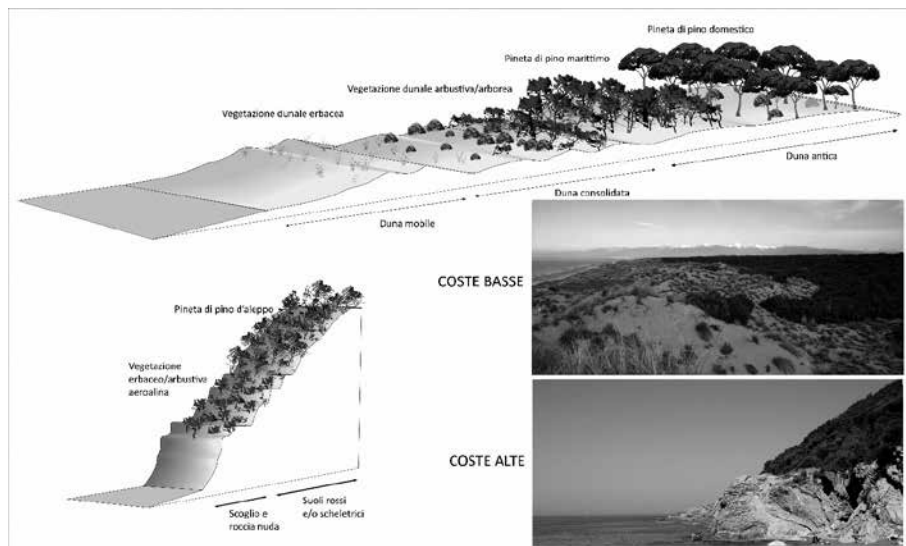 Pineta di pino domestico
Pineta di pino marittimo
Vegetazione dunale arbustiva/arborea
Vegetazione dunale erbacea
Duna antica
Duna consolidata
Duna mobile
COSTE BASSE
Pineta di pino d'aleppo
Vegetazione
erbaceo/arbustiva
aeroalina
COSTE ALTE
Scoglio e
roccia nuda
Suoli rossi
e/o scheletrici